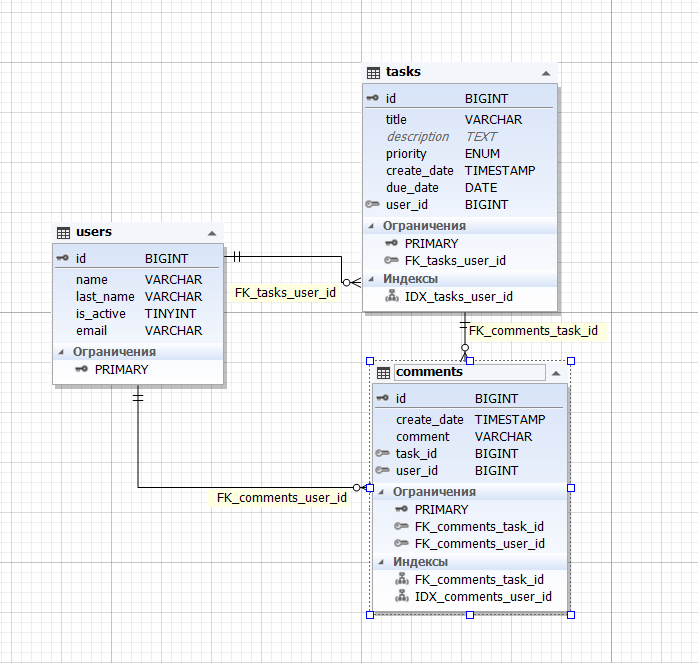 tasks
id BIGINT
title VARCHAR
description TEXT
priority ENUM
create_date TIMESTAMP
due_date DATE
user_id BIGINT
Ограничения
PRIMARY
FK_tasks_user_id
Индексы
IDX_tasks_user_id
users
id BIGINT
name VARCHAR
last_name VARCHAR
is_active TINYINT
email VARCHAR
Ограничения
PRIMARY
FK_tasks_user_id
FK_comments_task_id
comments
id BIGINT
create_date TIMESTAMP
comment VARCHAR
task_id BIGINT
user_id BIGINT
Ограничения
PRIMARY
FK_comments_task_id
FK_comments_user_id
Индексы
FK_comments_task_id
IDX_comments_user_id
FK_comments_user_id